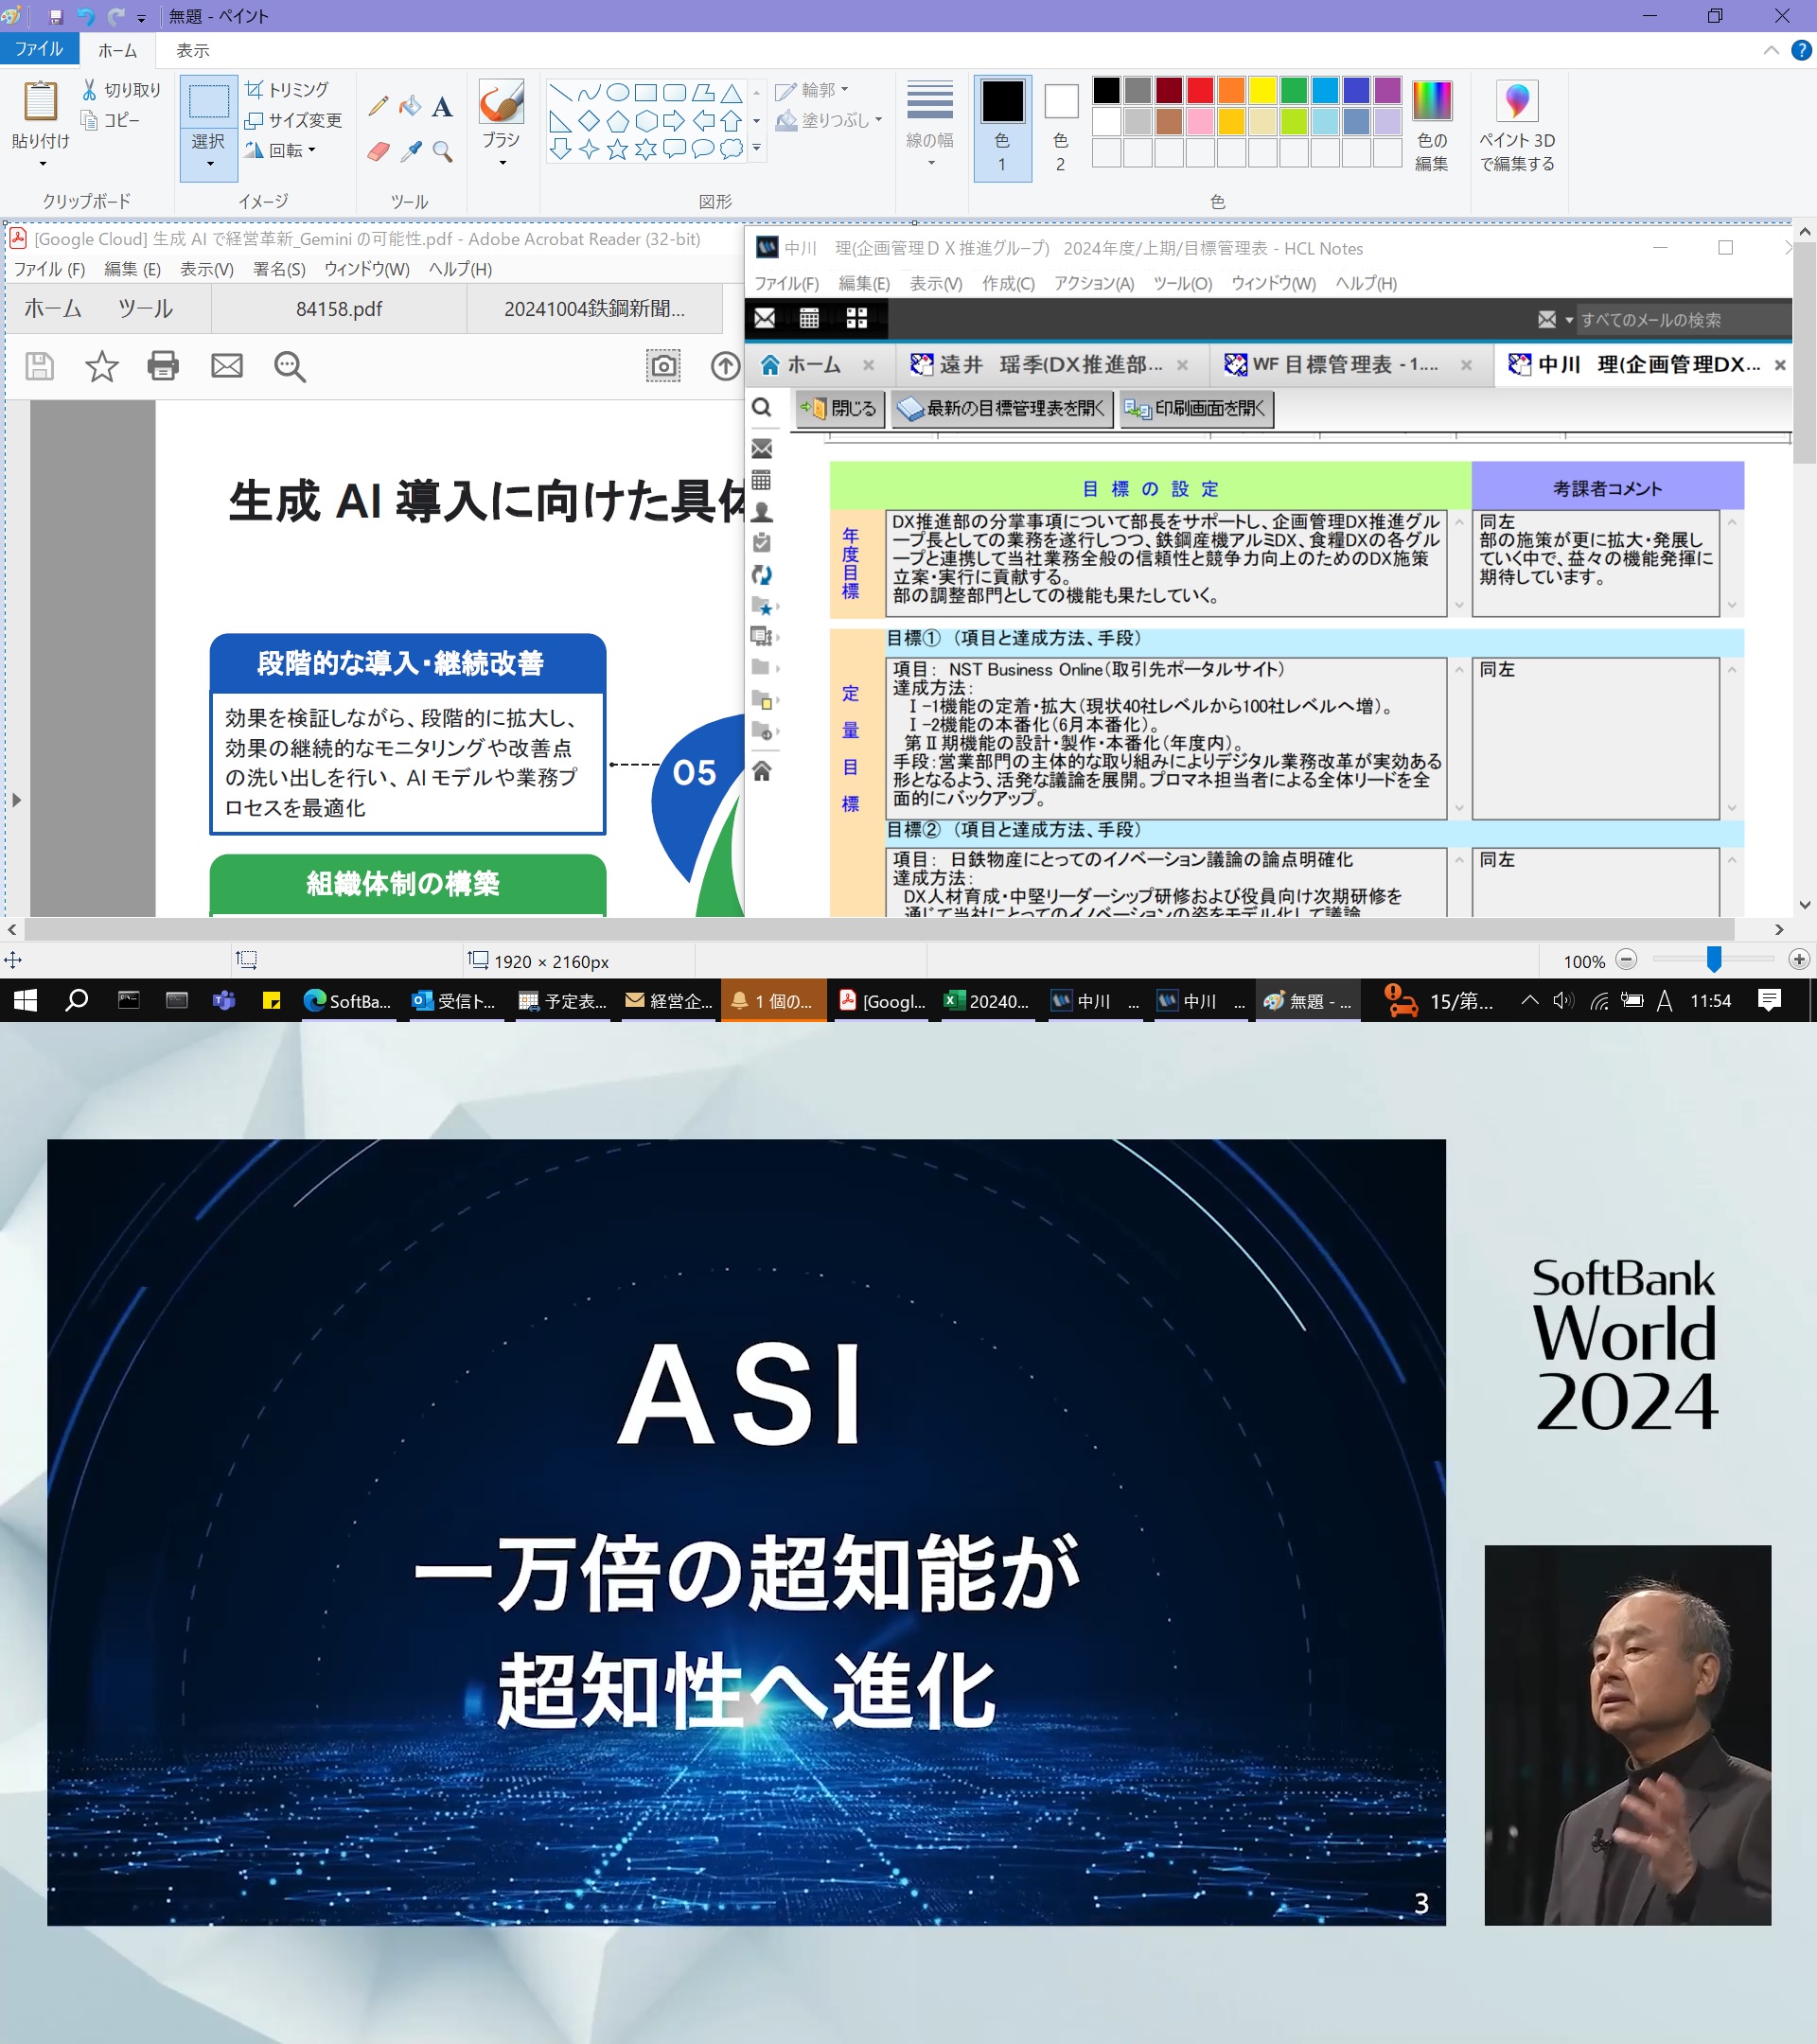 無題 - ペイント
ファイル
ホーム
表示
貼り付け
切り取り
コピー
クリップボード
選択
トリミング
サイズ変更
回転
イメージ
A
ツール
ブラシ
輪郭
塗りつぶし
図形
線の幅
色
1
色
2
色の
編集
色
ペイント 3D
で編集する
[Google Cloud] 生成 AI で経営革新_Gemini の可能性.pdf - Adobe Acrobat Reader (32-bit)
ファイル (F) 編集 (E) 表示(V) 署名(S) ウィンドウ(W) ヘルプ(H)
ホーム ツール 84158.pdf 20241004鉄鋼新聞...
生成 AI 導入に向けた具体
段階的な導入・継続改善
効果を検証しながら、段階的に拡大し、
効果の継続的なモニタリングや改善点
の洗い出しを行い、AI モデルや業務プ
ロセスを最適化
05
組織体制の構築
中川 理(企画管理ＤＸ推進グループ) 2024年度/上期/目標管理表 - HCL Notes
ファイル(F) 編集(E) 表示(V) 作成(C) アクション(A) ツール(O) ウィンドウ(W) ヘルプ(H)
すべてのメールの検索
ホーム 遠井 瑶季(DX推進部... WF 目標管理表 - 1.... 中川 理(企画管理DX...
閉じる 最新の目標管理表を開く 印刷画面を開く
目 標 の 設 定 考課者コメント
年度目標
DX推進部の分掌事項について部長をサポートし、企画管理DX推進グル
ープ長としての業務を遂行しつつ、鉄鋼産機アルミDX、食糧DXの各グル
ープと連携して当社業務全般の信頼性と競争力向上のためのDX施策
立案・実行に貢献する。
部の調整部門としての機能も果たしていく。
同左
部の施策が更に拡大・発展し
ていく中で、益々の機能発揮に
期待しています。
定量目標
目標① （項目と達成方法、手段）
項目： NST Business Online（取引先ポータルサイト）
達成方法：
Ⅰ-1機能の定着・拡大（現状40社レベルから100社レベルへ増）。
Ⅰ-2機能の本番化（6月本番化）。
第Ⅱ期機能の設計・製作・本番化（年度内）。
手段：営業部門の主体的な取り組みによりデジタル業務改革が実効ある
形となるよう、活発な議論を展開。プロマネ担当者による全体リードを全
面的にバックアップ。
同左
目標② （項目と達成方法、手段）
項目： 日鉄物産にとってのイノベーション議論の論点明確化
達成方法：
DX人材育成・中堅リーダーシップ研修および役員向け次期研修を
通じて当社にとってのイノベーションの姿をモデル化して議論
同左
1920 × 2160px
100%
SoftBa... 受信ト... 予定表... 経営企... 1 個の... [Googl... 20240... 中川 ... 中川 ... 無題 - ... 15/第... A 11:54
ASI
一万倍の超知能が
超知性へ進化
3
SoftBank
World
2024